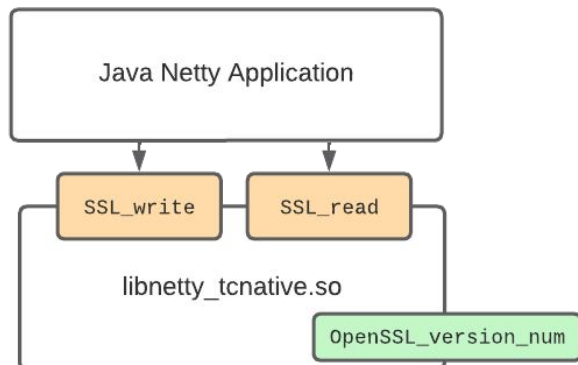 Java Netty Application
SSL_write
SSL_read
libnetty_tcnative.so
OpenSSL_version_num